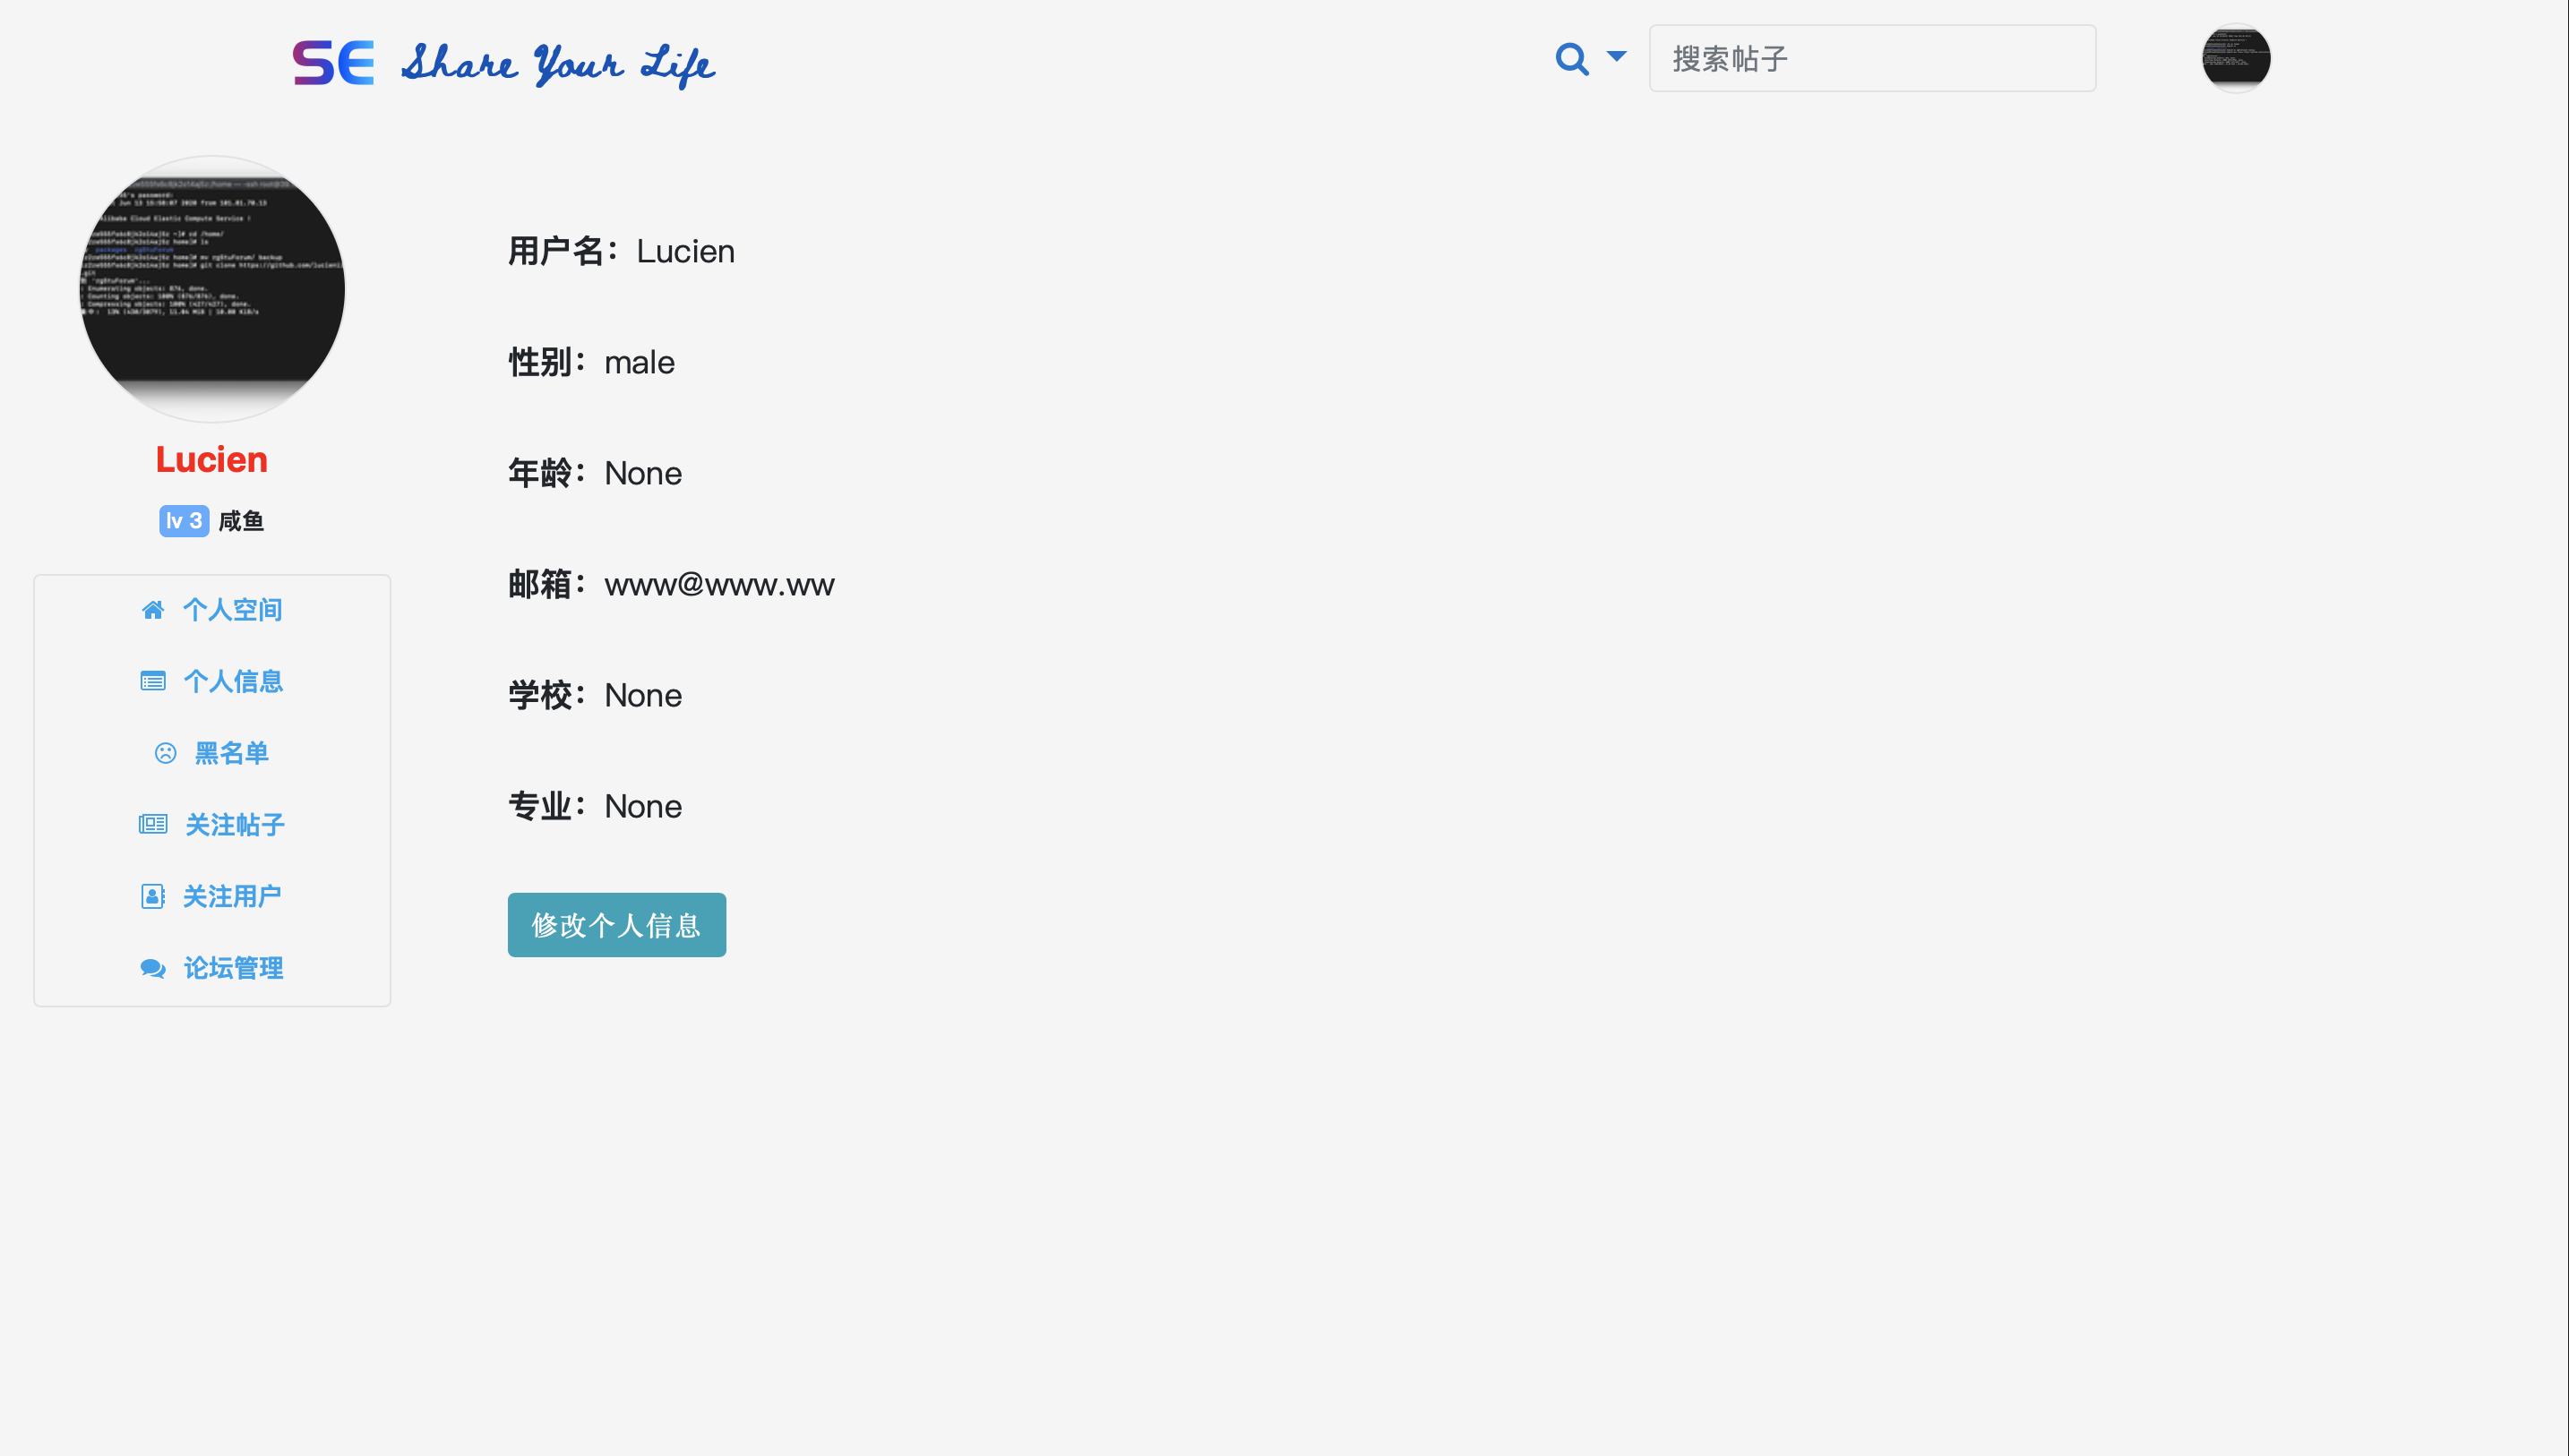 SE Share Your Life
搜索帖子
Lucien
lv 3 咸鱼
个人空间
个人信息
黑名单
关注帖子
关注用户
论坛管理
用户名：Lucien
性别：male
年龄：None
邮箱：www@www.ww
学校：None
专业：None
修改个人信息